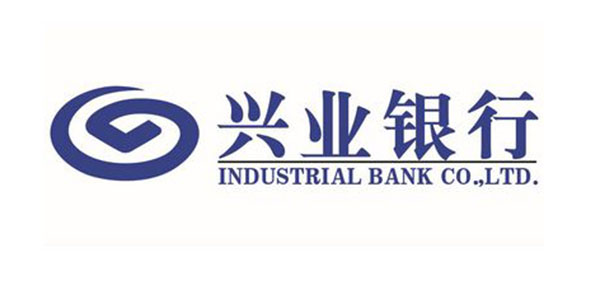 兴业银行
INDUSTRIAL BANK CO.,LTD.